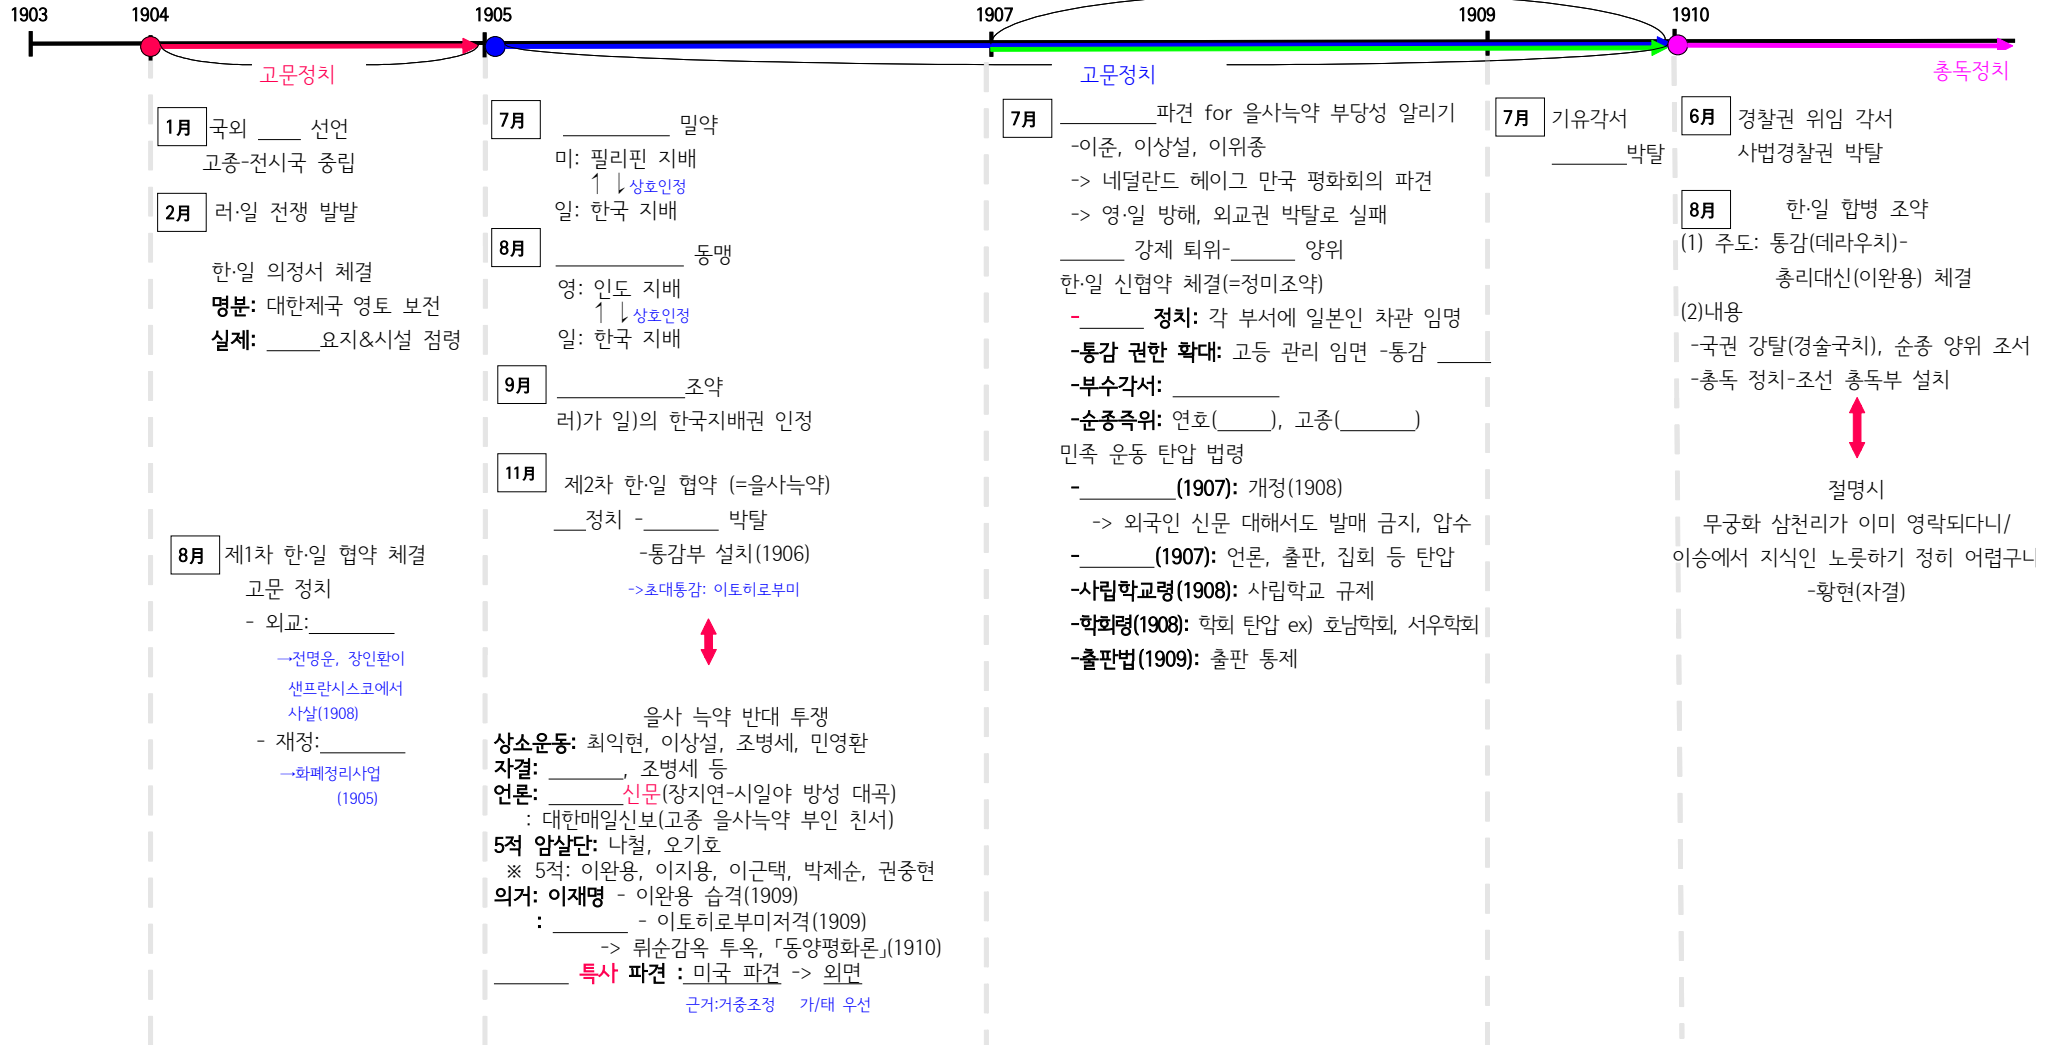 1903 1904 1905 1907 1909 1910
고문정치 고문정치 총독정치
1月 국외 ____ 선언
고종-전시국 중립
2月 러·일 전쟁 발발
한·일 의정서 체결
명분: 대한제국 영토 보전
실제: _____요지&시설 점령
8月 제1차 한·일 협약 체결
고문 정치
- 외교:________
→전명운, 장인환이
샌프란시스코에서
사살(1908)
- 재정:________
→화폐정리사업
(1905)
7月 __________ 밀약
미: 필리핀 지배
↿⇂상호인정
일: 한국 지배
8月 ____________ 동맹
영: 인도 지배
↿⇂상호인정
일: 한국 지배
9月 ____________조약
러)가 일)의 한국지배권 인정
11月 제2차 한·일 협약 (=을사늑약)
___정치 -_______ 박탈
-통감부 설치(1906)
->초대통감: 이토히로부미
을사 늑약 반대 투쟁
상소운동: 최익현, 이상설, 조병세, 민영환
자결: _______, 조병세 등
언론: _______신문(장지연-시일야 방성 대곡)
: 대한매일신보(고종 을사늑약 부인 친서)
5적 암살단: 나철, 오기호
※ 5적: 이완용, 이지용, 이근택, 박제순, 권중현
의거: 이재명 - 이완용 습격(1909)
: _______ - 이토히로부미저격(1909)
-> 뤼순감옥 투옥, 「동양평화론」(1910)
_______ 특사 파견 : 미국 파견 -> 외면
근거:거중조정 가/태 우선
7月 _________파견 for 을사늑약 부당성 알리기
-이준, 이상설, 이위종
-> 네덜란드 헤이그 만국 평화회의 파견
-> 영·일 방해, 외교권 박탈로 실패
______ 강제 퇴위-______ 양위
한·일 신협약 체결(=정미조약)
-______ 정치: 각 부서에 일본인 차관 임명
-통감 권한 확대: 고등 관리 임면 -통감 _____
-부수각서: __________
-순종즉위: 연호(_____), 고종(_______)
민족 운동 탄압 법령
-_________(1907): 개정(1908)
-> 외국인 신문 대해서도 발매 금지, 압수
-_______(1907): 언론, 출판, 집회 등 탄압
-사립학교령(1908): 사립학교 규제
-학회령(1908): 학회 탄압 ex) 호남학회, 서우학회
-출판법(1909): 출판 통제
7月 기유각서
_______박탈
6月 경찰권 위임 각서
사법경찰권 박탈
8月 한·일 합병 조약
(1) 주도: 통감(데라우치)-
총리대신(이완용) 체결
(2)내용
-국권 강탈(경술국치), 순종 양위 조서
-총독 정치-조선 총독부 설치
절명시
무궁화 삼천리가 이미 영락되다니/
이승에서 지식인 노릇하기 정히 어렵구나
-황현(자결)